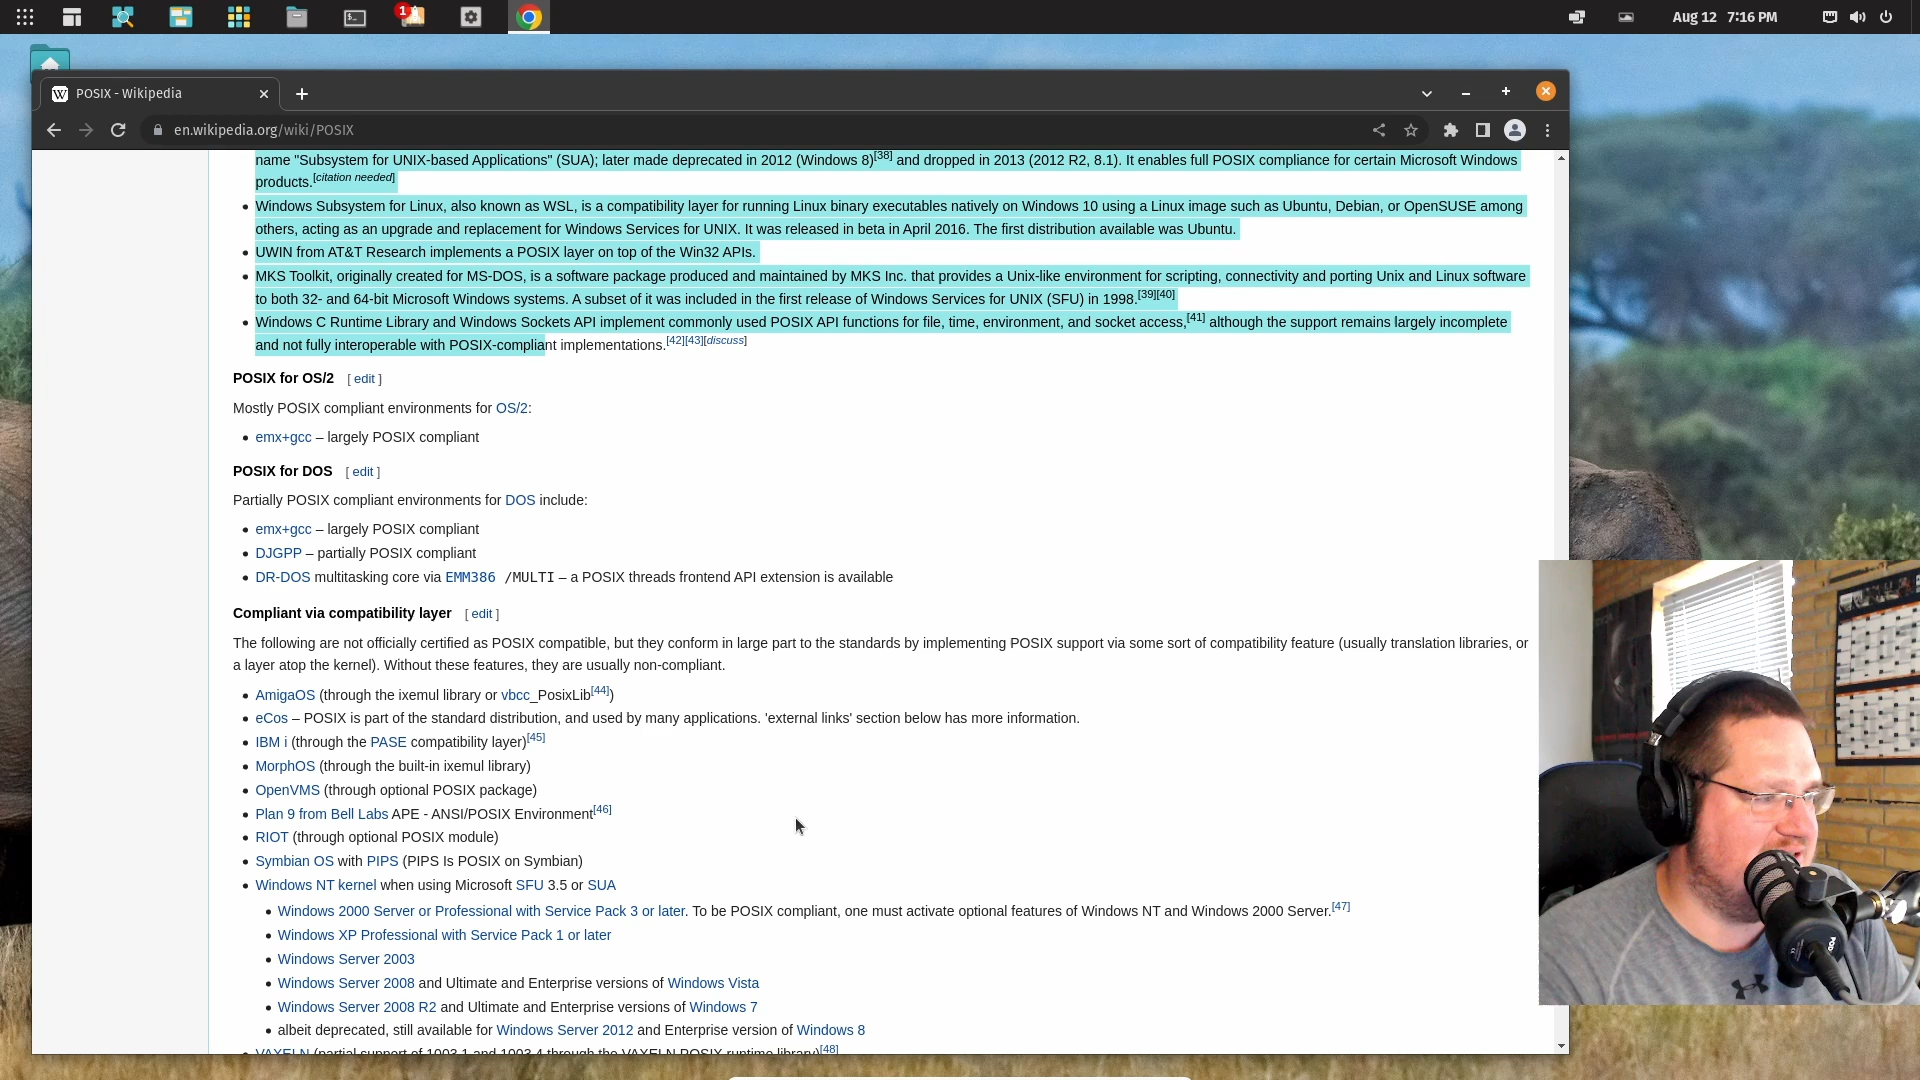 1
Aug 12 7:16 PM
POSIX - Wikipedia
en.wikipedia.org/wiki/POSIX
name "Subsystem for UNIX-based Applications" (SUA); later made deprecated in 2012 (Windows 8)[38] and dropped in 2013 (2012 R2, 8.1). It enables full POSIX compliance for certain Microsoft Windows
products.[citation needed]
Windows Subsystem for Linux, also known as WSL, is a compatibility layer for running Linux binary executables natively on Windows 10 using a Linux image such as Ubuntu, Debian, or OpenSUSE among
others, acting as an upgrade and replacement for Windows Services for UNIX. It was released in beta in April 2016. The first distribution available was Ubuntu.
UWIN from AT&T Research implements a POSIX layer on top of the Win32 APIs.
MKS Toolkit, originally created for MS-DOS, is a software package produced and maintained by MKS Inc. that provides a Unix-like environment for scripting, connectivity and porting Unix and Linux software
to both 32- and 64-bit Microsoft Windows systems. A subset of it was included in the first release of Windows Services for UNIX (SFU) in 1998.[39][40]
Windows C Runtime Library and Windows Sockets API implement commonly used POSIX API functions for file, time, environment, and socket access,[41] although the support remains largely incomplete
and not fully interoperable with POSIX-compliant implementations.[42][43][discuss]
POSIX for OS/2 [ edit ]
Mostly POSIX compliant environments for OS/2:
emx+gcc – largely POSIX compliant
POSIX for DOS [ edit ]
Partially POSIX compliant environments for DOS include:
emx+gcc – largely POSIX compliant
DJGPP – partially POSIX compliant
DR-DOS multitasking core via EMM386 /MULTI – a POSIX threads frontend API extension is available
Compliant via compatibility layer [ edit ]
The following are not officially certified as POSIX compatible, but they conform in large part to the standards by implementing POSIX support via some sort of compatibility feature (usually translation libraries, or
a layer atop the kernel). Without these features, they are usually non-compliant.
AmigaOS (through the ixemul library or vbcc_PosixLib[44])
eCos – POSIX is part of the standard distribution, and used by many applications. 'external links' section below has more information.
IBM i (through the PASE compatibility layer)[45]
MorphOS (through the built-in ixemul library)
OpenVMS (through optional POSIX package)
Plan 9 from Bell Labs APE - ANSI/POSIX Environment[46]
RIOT (through optional POSIX module)
Symbian OS with PIPS (PIPS Is POSIX on Symbian)
Windows NT kernel when using Microsoft SFU 3.5 or SUA
Windows 2000 Server or Professional with Service Pack 3 or later. To be POSIX compliant, one must activate optional features of Windows NT and Windows 2000 Server.[47]
Windows XP Professional with Service Pack 1 or later
Windows Server 2003
Windows Server 2008 and Ultimate and Enterprise versions of Windows Vista
Windows Server 2008 R2 and Ultimate and Enterprise versions of Windows 7
albeit deprecated, still available for Windows Server 2012 and Enterprise version of Windows 8
VAXELN (partial support of 1003.1 and 1003.4 through the VAXELN POSIX runtime library)[48]